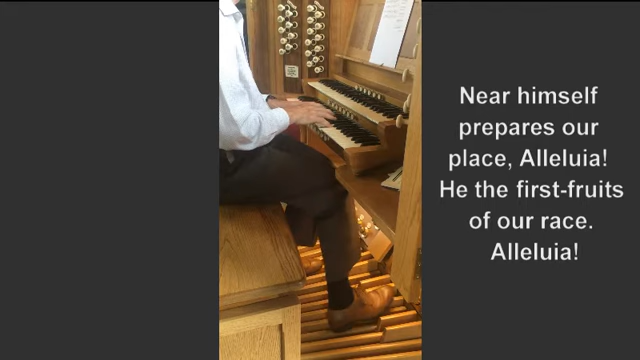 Near himself
prepares our
place, Alleluia!
He the first-fruits
of our race.
Alleluia!